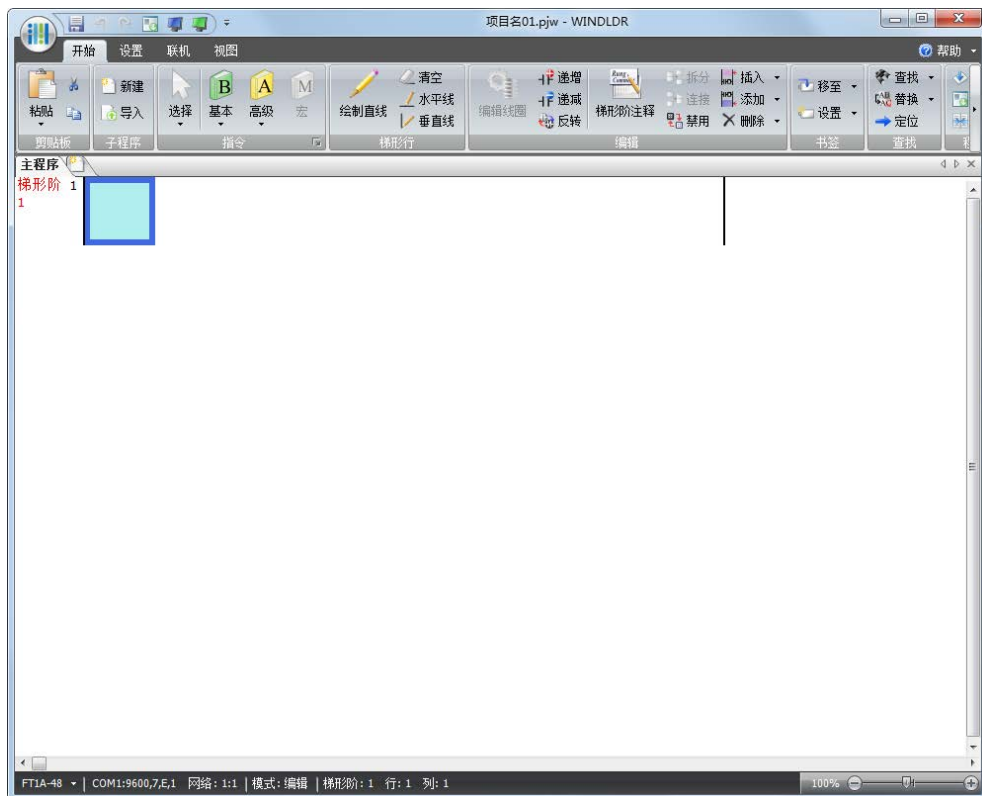 项目名01.pjw - WINDLDR
开始 设置 联机 视图 帮助
粘贴 新建 导入 选择 B 基本 A 高级 M 宏 绘制直线 清空 水平线 垂直线 编辑线圈 递增 递减 反转 梯形阶注释 拆分 连接 禁用 插入 添加 删除 移至 设置 查找 替换 定位
剪贴板 子程序 指令 梯形行 编辑 书签 查找
主程序
梯形阶 1
1
FT1A-48 COM1:9600,7,E,1 网络: 1:1 模式: 编辑 梯形阶: 1 行: 1 列: 1 100%